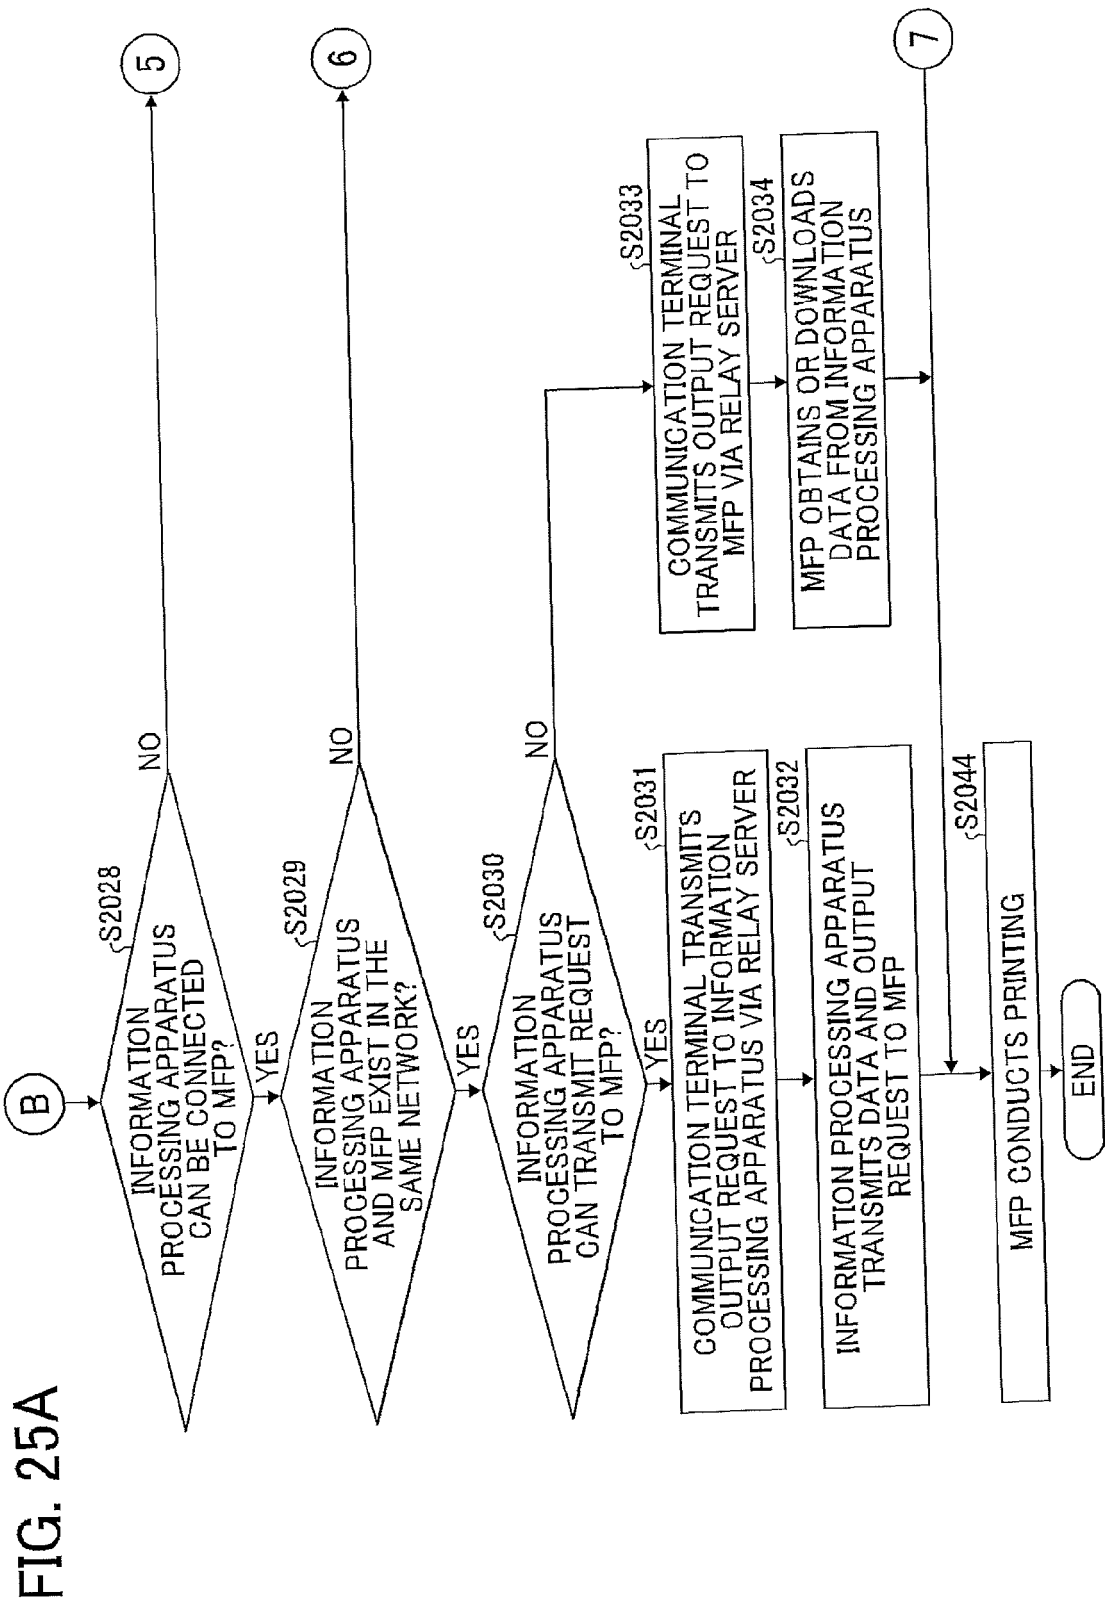 FIG. 25A
B
S2028
INFORMATION
PROCESSING APPARATUS
CAN BE CONNECTED
TO MFP?
NO
5
YES
S2029
INFORMATION
PROCESSING APPARATUS
AND MFP EXIST IN THE
SAME NETWORK?
NO
6
YES
S2030
INFORMATION
PROCESSING APPARATUS
CAN TRANSMIT REQUEST
TO MFP?
NO
YES
S2031
COMMUNICATION TERMINAL TRANSMITS
OUTPUT REQUEST TO INFORMATION
PROCESSING APPARATUS VIA RELAY SERVER
S2032
INFORMATION PROCESSING APPARATUS
TRANSMITS DATA AND OUTPUT
REQUEST TO MFP
S2033
COMMUNICATION TERMINAL
TRANSMITS OUTPUT REQUEST TO
MFP VIA RELAY SERVER
S2034
MFP OBTAINS OR DOWNLOADS
DATA FROM INFORMATION
PROCESSING APPARATUS
7
S2044
MFP CONDUCTS PRINTING
END